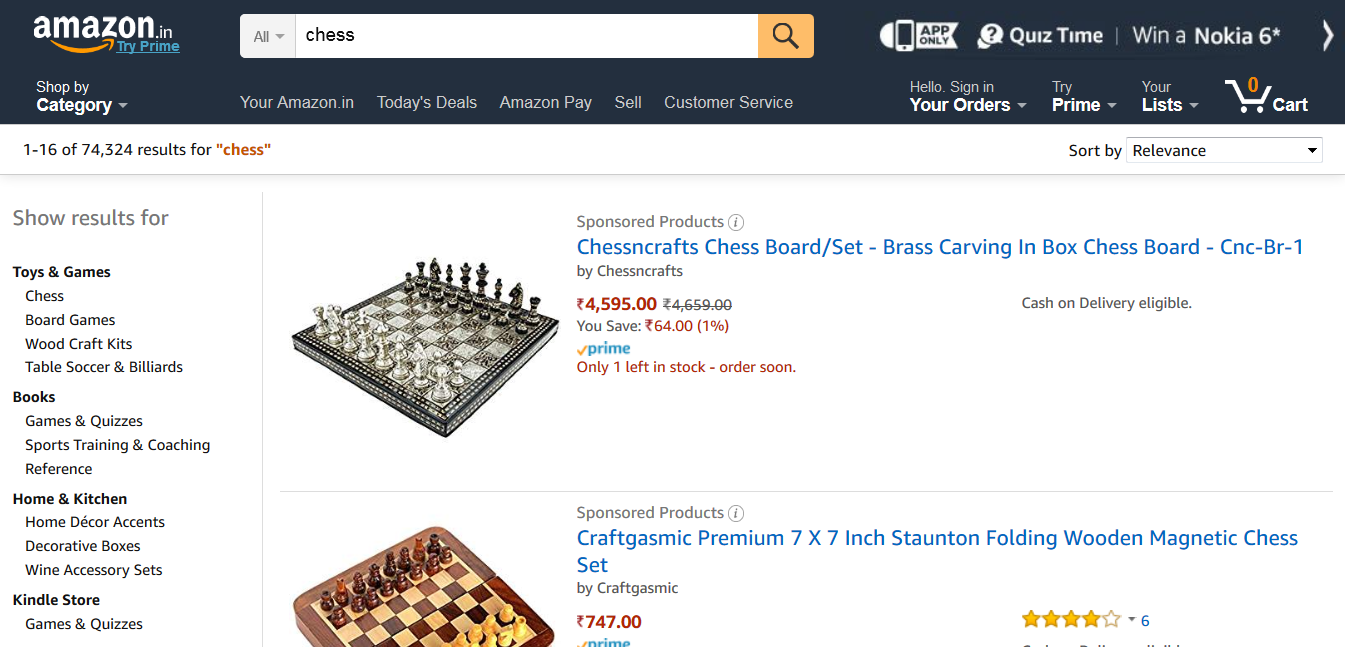 amazon.in
Try Prime
All
chess
APP ONLY
Quiz Time | Win a Nokia 6*
Shop by
Category
Your Amazon.in
Today's Deals
Amazon Pay
Sell
Customer Service
Hello. Sign in
Your Orders
Try
Prime
Your
Lists
0
Cart
1-16 of 74,324 results for "chess"
Sort by Relevance
Show results for
Toys & Games
Chess
Board Games
Wood Craft Kits
Table Soccer & Billiards
Books
Games & Quizzes
Sports Training & Coaching
Reference
Home & Kitchen
Home Décor Accents
Decorative Boxes
Wine Accessory Sets
Kindle Store
Games & Quizzes
Sponsored Products i
Chessncrafts Chess Board/Set - Brass Carving In Box Chess Board - Cnc-Br-1
by Chessncrafts
₹4,595.00 ₹4,659.00
You Save: ₹64.00 (1%)
prime
Only 1 left in stock - order soon.
Cash on Delivery eligible.
Sponsored Products i
Craftgasmic Premium 7 X 7 Inch Staunton Folding Wooden Magnetic Chess
Set
by Craftgasmic
₹747.00
prime
6